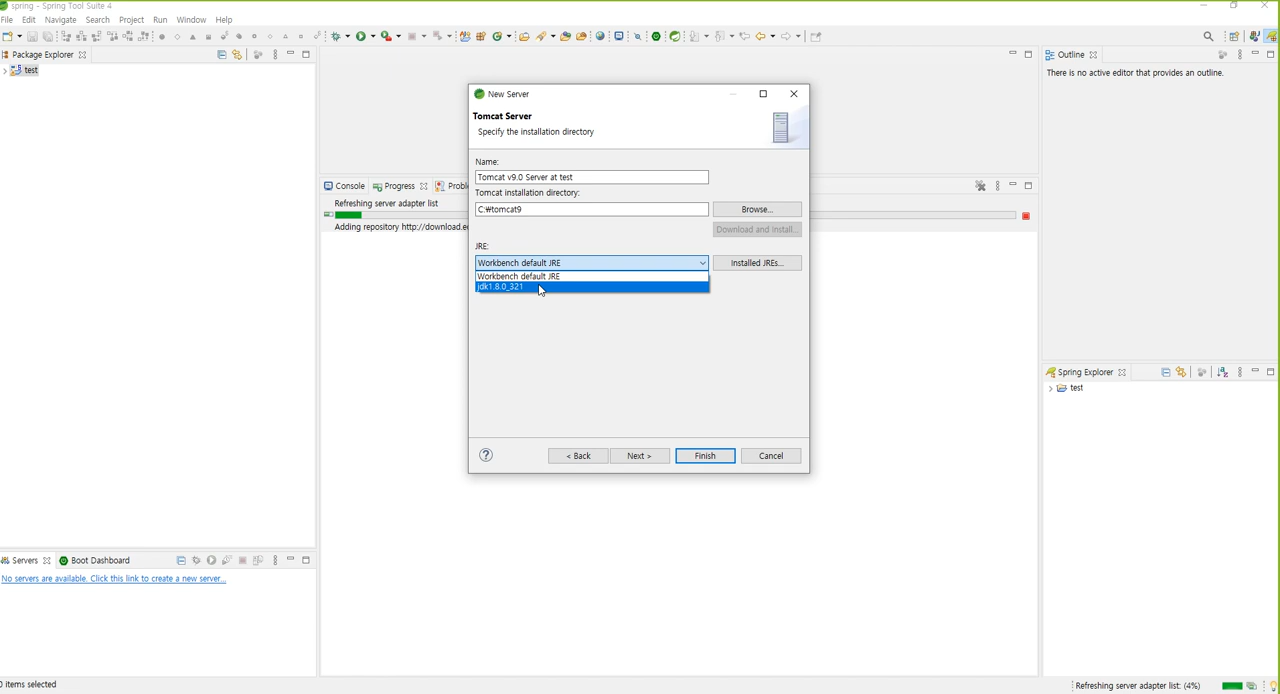 spring - Spring Tool Suite 4
File Edit Navigate Search Project Run Window Help
Package Explorer
test
Console Progress Probl
Refreshing server adapter list
Adding repository http://download.e
New Server
Tomcat Server
Specify the installation directory
Name:
Tomcat v9.0 Server at test
Tomcat installation directory:
C:₩tomcat9
Browse...
Download and Install...
JRE:
Workbench default JRE
Installed JREs...
Workbench default JRE
jdk1.8.0_321
< Back Next > Finish Cancel
Outline
There is no active editor that provides an outline.
Spring Explorer
test
Servers Boot Dashboard
No servers are available. Click this link to create a new server...
0 items selected
Refreshing server adapter list: (4%)